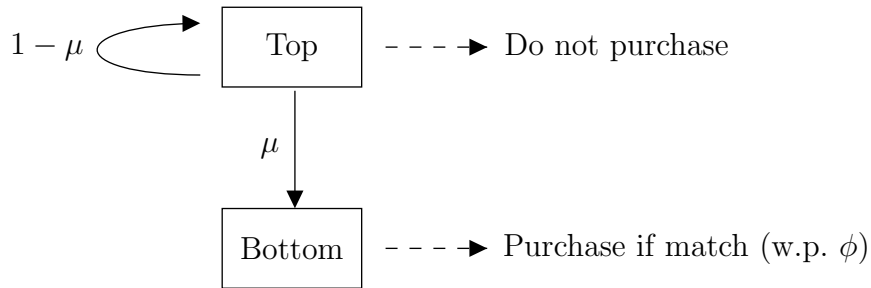 1 − μ
Top
Do not purchase
μ
Bottom
Purchase if match (w.p. ϕ)